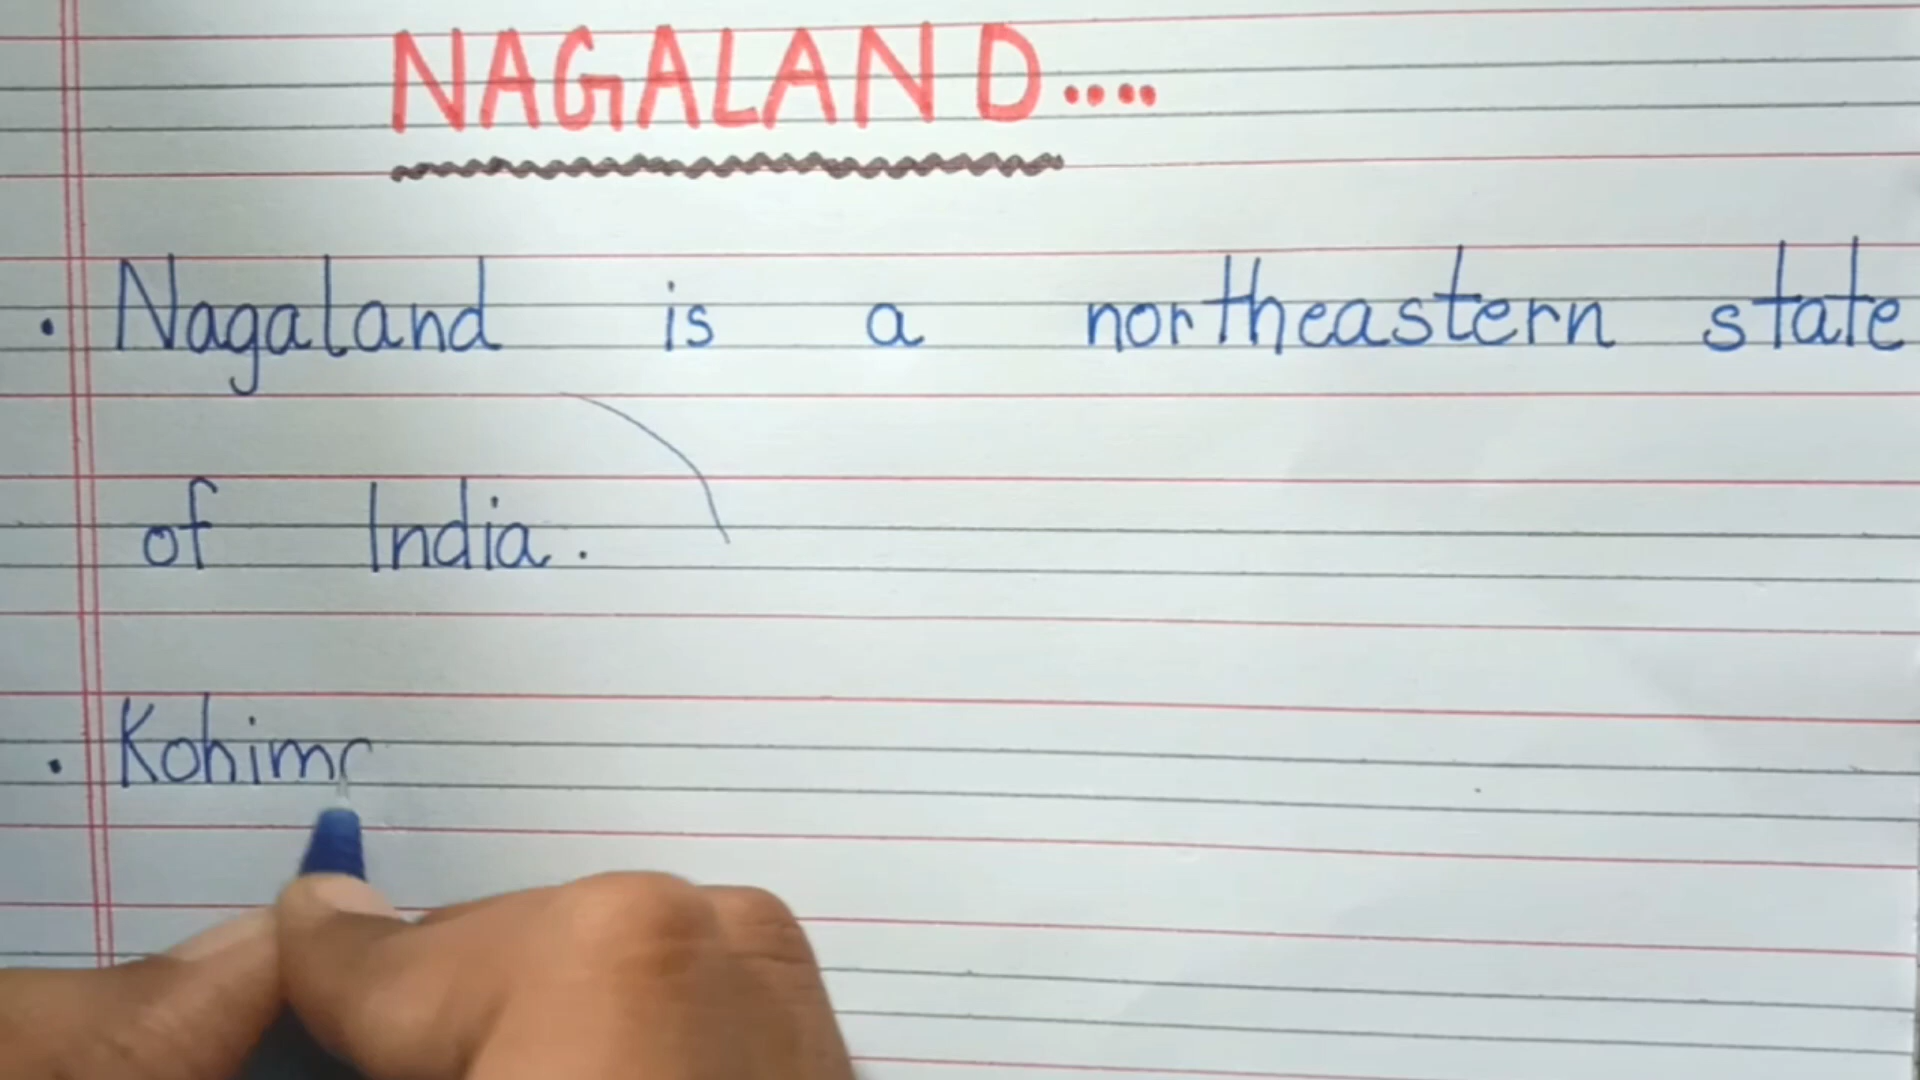 NAGALAND....
• Nagaland is a northeastern state
of India.
• Kohim